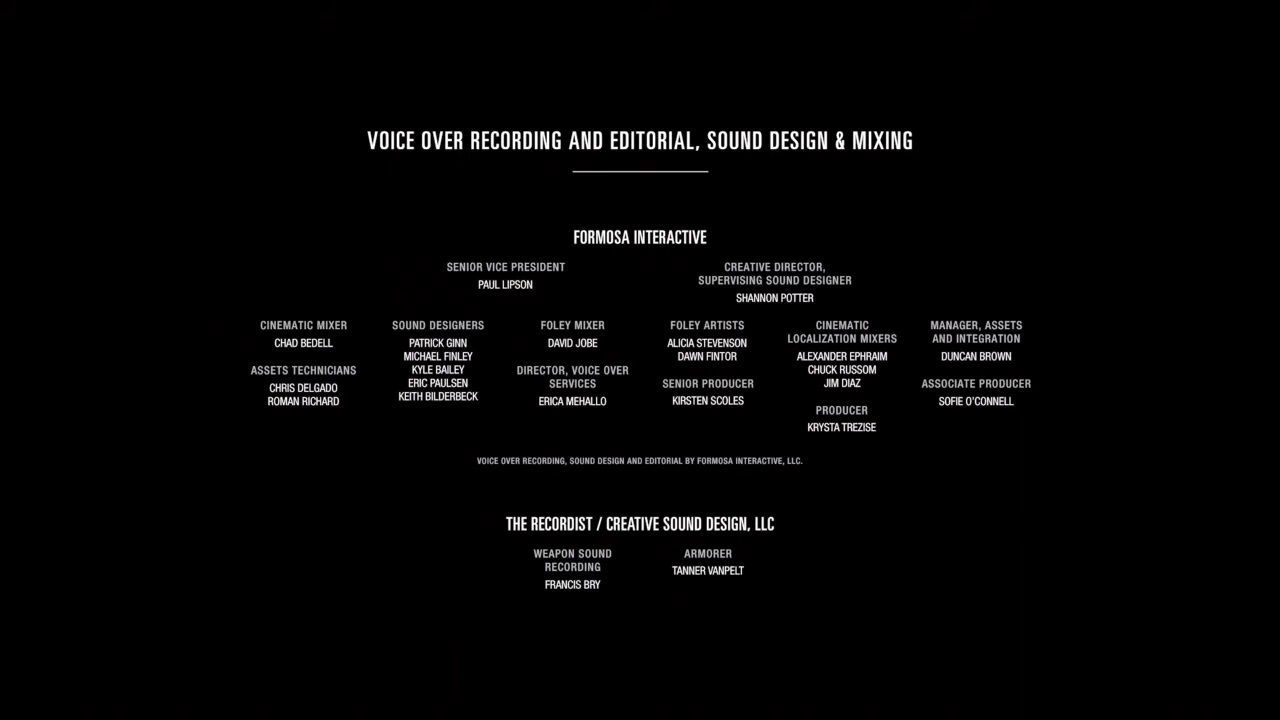 VOICE OVER RECORDING AND EDITORIAL, SOUND DESIGN & MIXING
FORMOSA INTERACTIVE
SENIOR VICE PRESIDENT
PAUL LIPSON
CREATIVE DIRECTOR,
SUPERVISING SOUND DESIGNER
SHANNON POTTER
CINEMATIC MIXER
CHAD BEDELL
ASSETS TECHNICIANS
CHRIS DELGADO
ROMAN RICHARD
SOUND DESIGNERS
PATRICK GINN
MICHAEL FINLEY
KYLE BAILEY
ERIC PAULSEN
KEITH BILDERBECK
FOLEY MIXER
DAVID JOBE
DIRECTOR, VOICE OVER
SERVICES
ERICA MEHALLO
FOLEY ARTISTS
ALICIA STEVENSON
DAWN FINTOR
SENIOR PRODUCER
KIRSTEN SCOLES
CINEMATIC
LOCALIZATION MIXERS
ALEXANDER EPHRAIM
CHUCK RUSSOM
JIM DIAZ
PRODUCER
KRYSTA TREZISE
MANAGER, ASSETS
AND INTEGRATION
DUNCAN BROWN
ASSOCIATE PRODUCER
SOFIE O'CONNELL
VOICE OVER RECORDING, SOUND DESIGN AND EDITORIAL BY FORMOSA INTERACTIVE, LLC.
THE RECORDIST / CREATIVE SOUND DESIGN, LLC
WEAPON SOUND
RECORDING
FRANCIS BRY
ARMORER
TANNER VANPELT